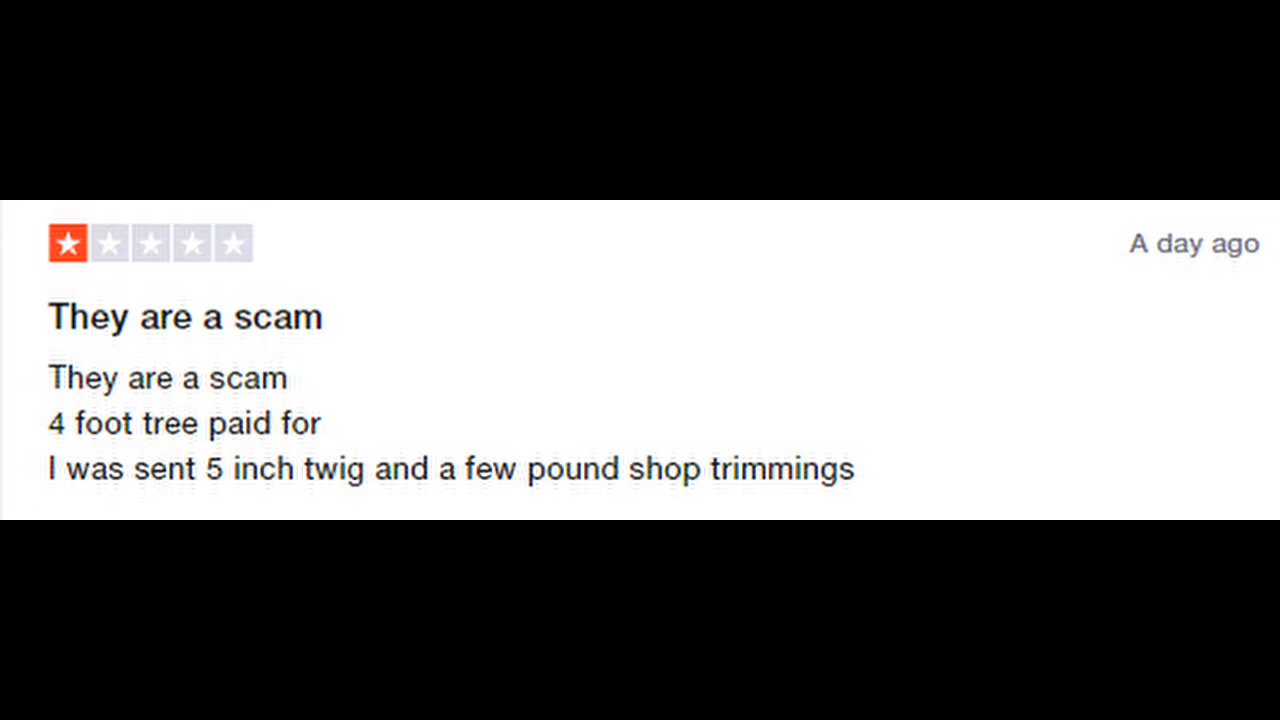 A day ago
They are a scam
They are a scam
4 foot tree paid for
I was sent 5 inch twig and a few pound shop trimmings